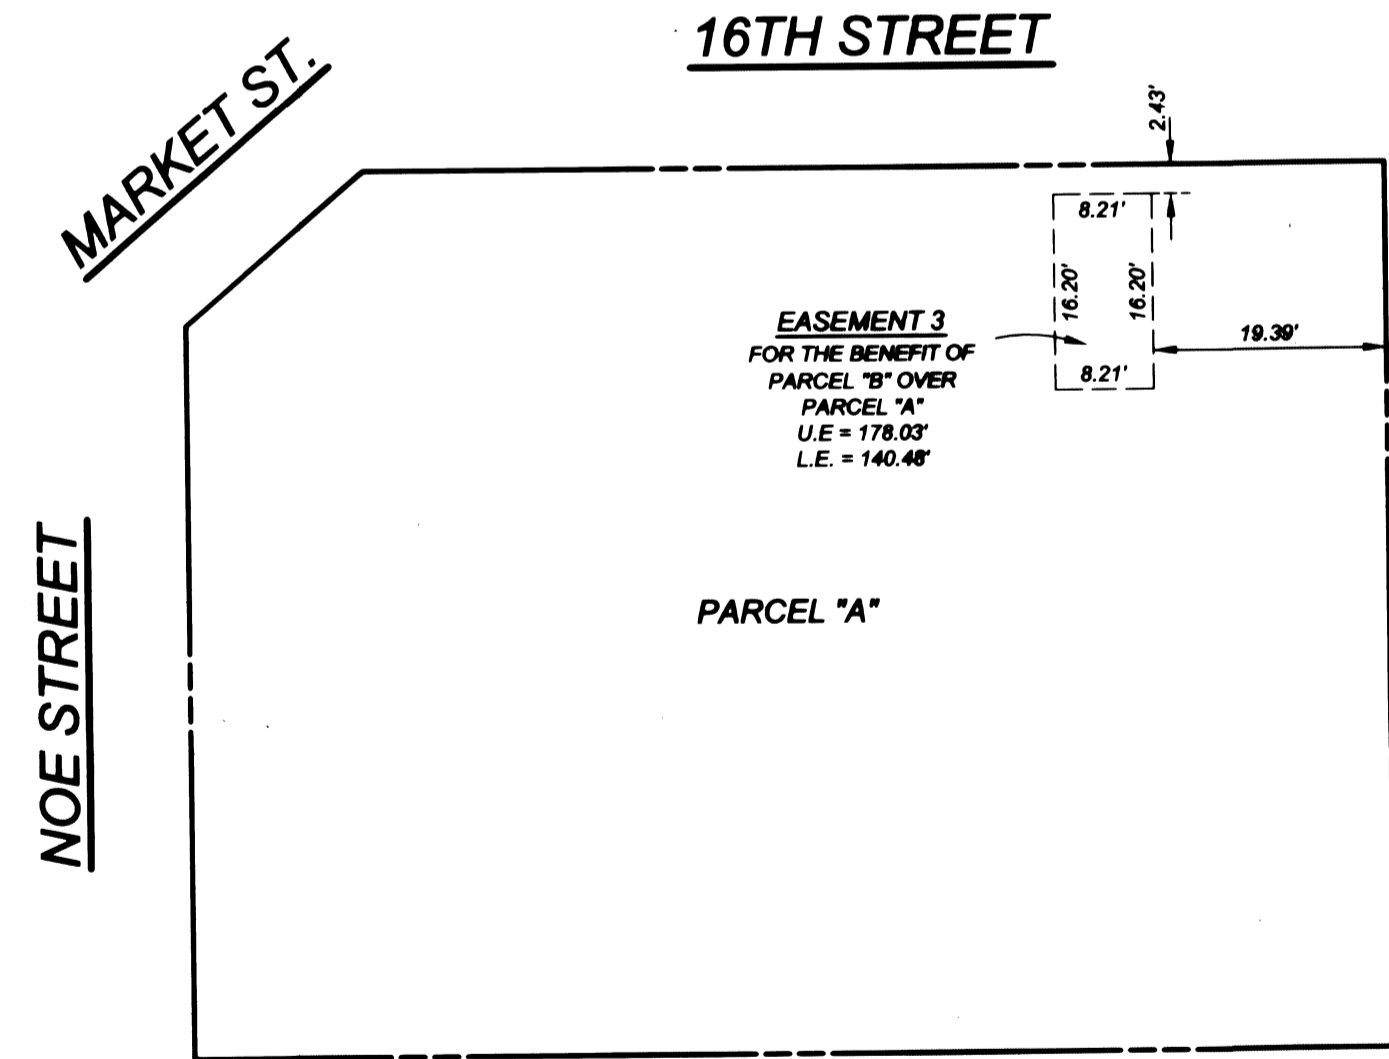 16TH STREET
MARKET ST.
2.43'
8.21'
16.20'
16.20'
19.39'
8.21'
EASEMENT 3
FOR THE BENEFIT OF
PARCEL "B" OVER
PARCEL "A"
U.E = 178.03'
L.E. = 140.48'
NOE STREET
PARCEL "A"